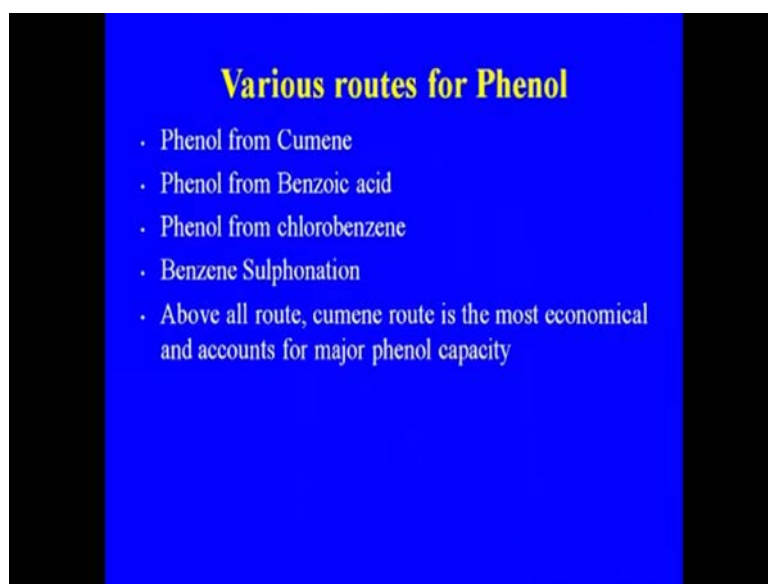 Various routes for Phenol
· Phenol from Cumene
· Phenol from Benzoic acid
· Phenol from chlorobenzene
· Benzene Sulphonation
· Above all route, cumene route is the most economical
and accounts for major phenol capacity